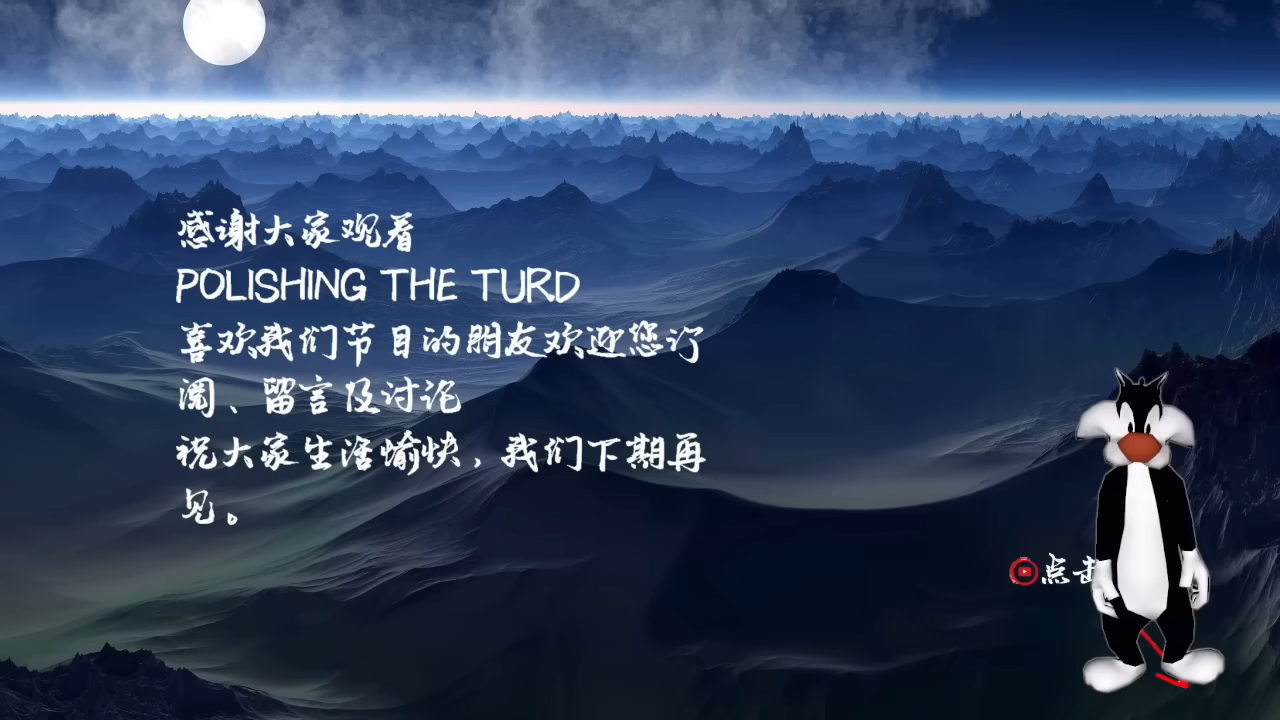 感谢大家观看
POLISHING THE TURD
喜欢我们节目的朋友欢迎您订
阅、留言及讨论
祝大家生活愉快，我们下期再
见。
点击